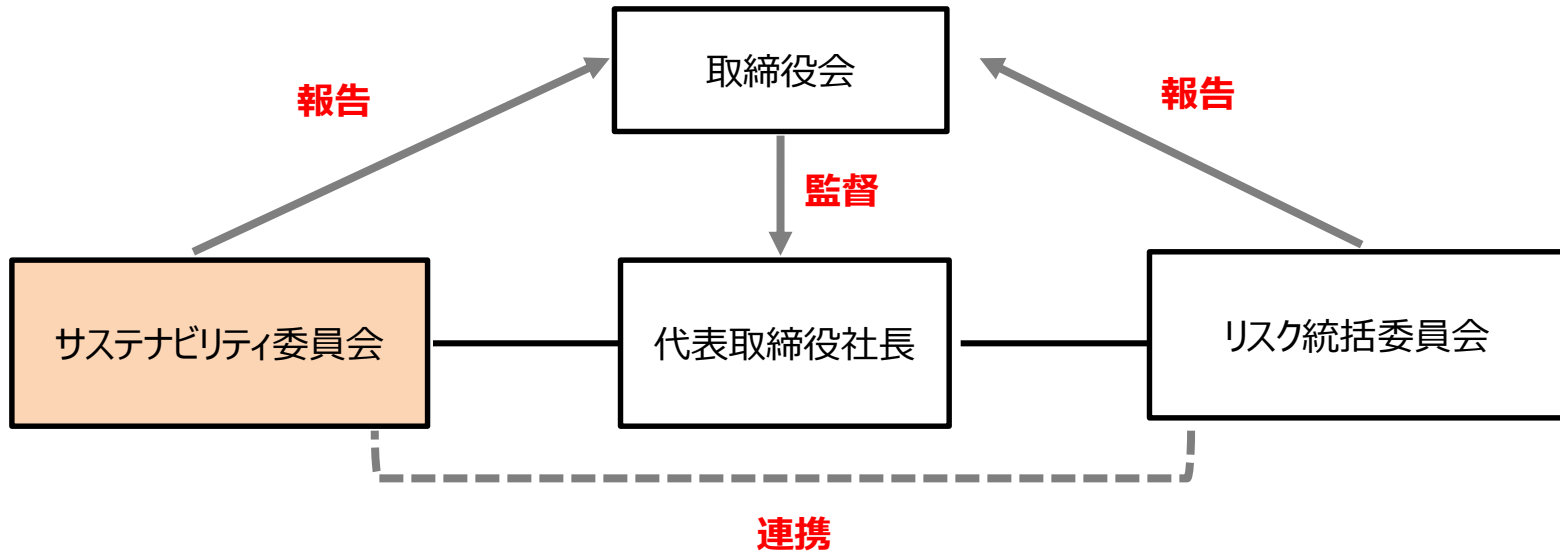 取締役会
報告
報告
監督
サステナビリティ委員会
代表取締役社長
リスク統括委員会
連携